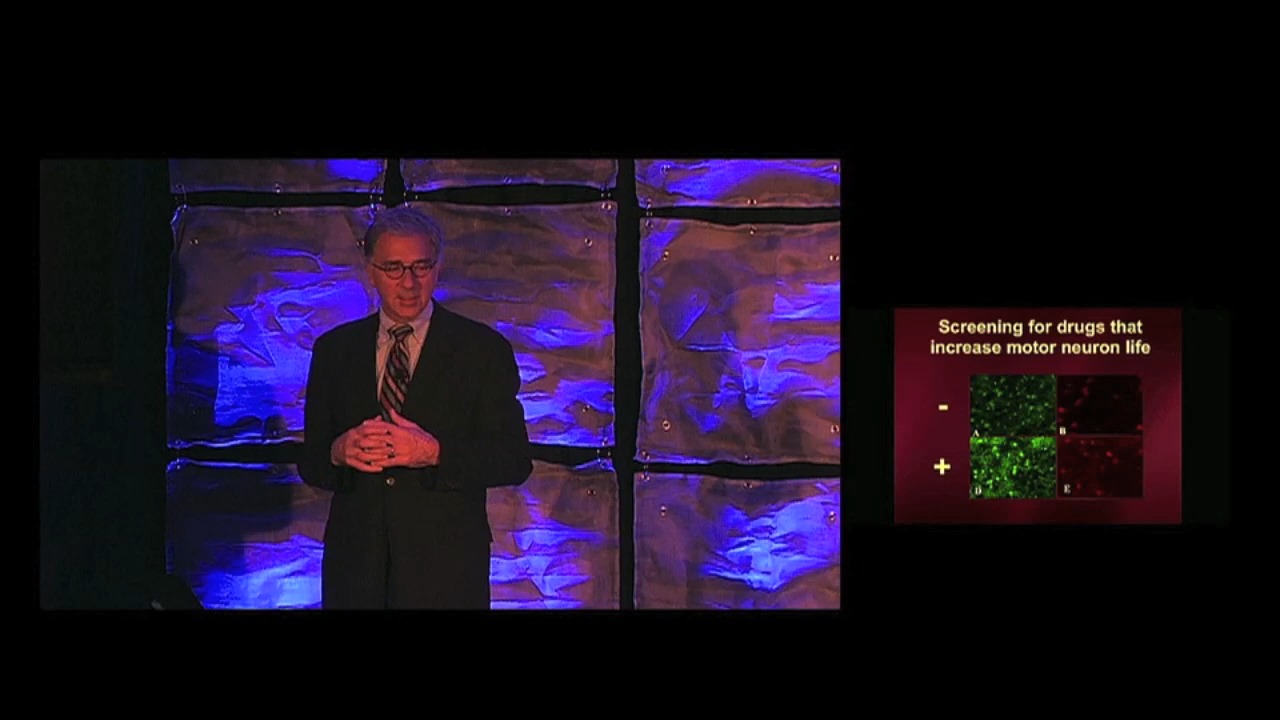 Screening for drugs that
increase motor neuron life
-
A
B
+
D
E